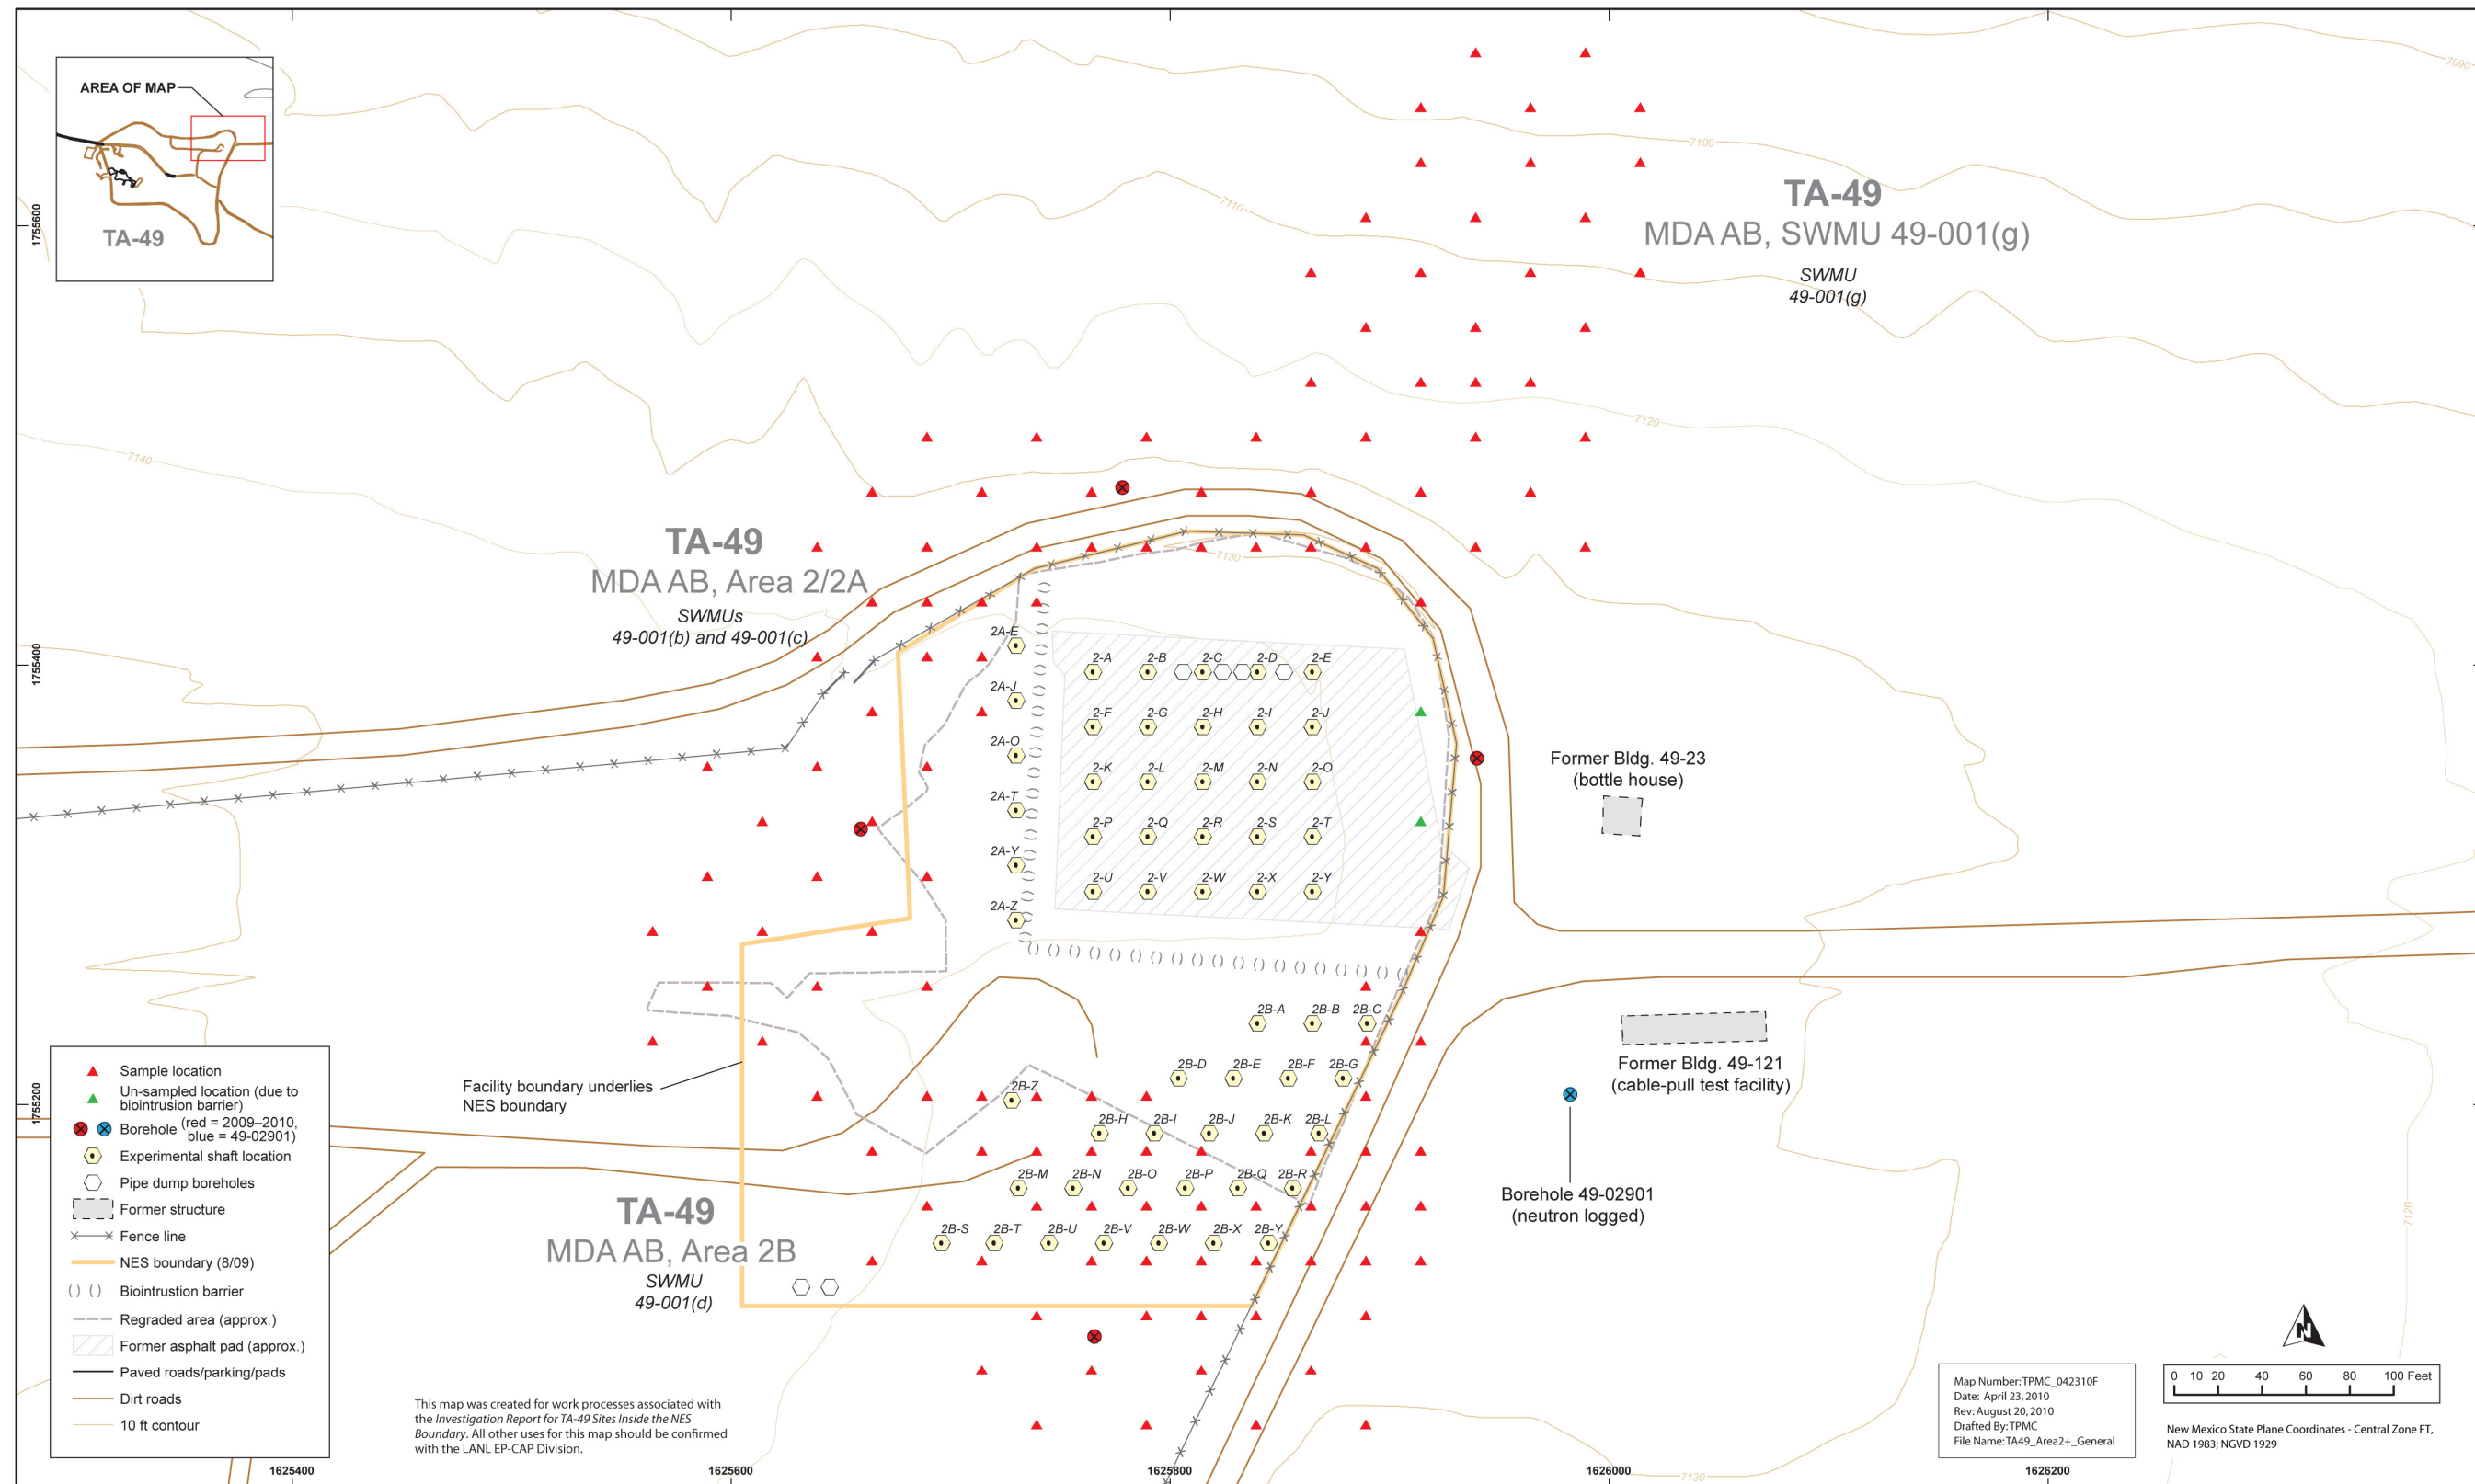 AREA OF MAP
TA-49
TA-49
MDA AB, SWMU 49-001(g)
SWMU
49-001(g)
7090
7100
7110
7120
7140
7130
7120
7130
1755600
1755400
1755200
TA-49
MDA AB, Area 2/2A
SWMUs
49-001(b) and 49-001(c)
2A-E
2A-J
2A-O
2A-T
2A-Y
2A-Z
2-A 2-B 2-C 2-D 2-E
2-F 2-G 2-H 2-I 2-J
2-K 2-L 2-M 2-N 2-O
2-P 2-Q 2-R 2-S 2-T
2-U 2-V 2-W 2-X 2-Y
Former Bldg. 49-23
(bottle house)
2B-A 2B-B 2B-C
2B-D 2B-E 2B-F 2B-G
2B-Z
2B-H 2B-I 2B-J 2B-K 2B-L
2B-M 2B-N 2B-O 2B-P 2B-Q 2B-R
2B-S 2B-T 2B-U 2B-V 2B-W 2B-X 2B-Y
Former Bldg. 49-121
(cable-pull test facility)
Borehole 49-02901
(neutron logged)
Facility boundary underlies
NES boundary
TA-49
MDA AB, Area 2B
SWMU
49-001(d)
Sample location
Un-sampled location (due to
biointrusion barrier)
Borehole (red = 2009–2010,
blue = 49-02901)
Experimental shaft location
Pipe dump boreholes
Former structure
Fence line
NES boundary (8/09)
Biointrustion barrier
Regraded area (approx.)
Former asphalt pad (approx.)
Paved roads/parking/pads
Dirt roads
10 ft contour
This map was created for work processes associated with
the Investigation Report for TA-49 Sites Inside the NES
Boundary. All other uses for this map should be confirmed
with the LANL EP-CAP Division.
N
Map Number:TPMC_042310F
Date: April 23, 2010
Rev: August 20, 2010
Drafted By: TPMC
File Name: TA49_Area2+_General
0 10 20 40 60 80 100 Feet
New Mexico State Plane Coordinates - Central Zone FT,
NAD 1983; NGVD 1929
1625400 1625600 1625800 1626000 1626200